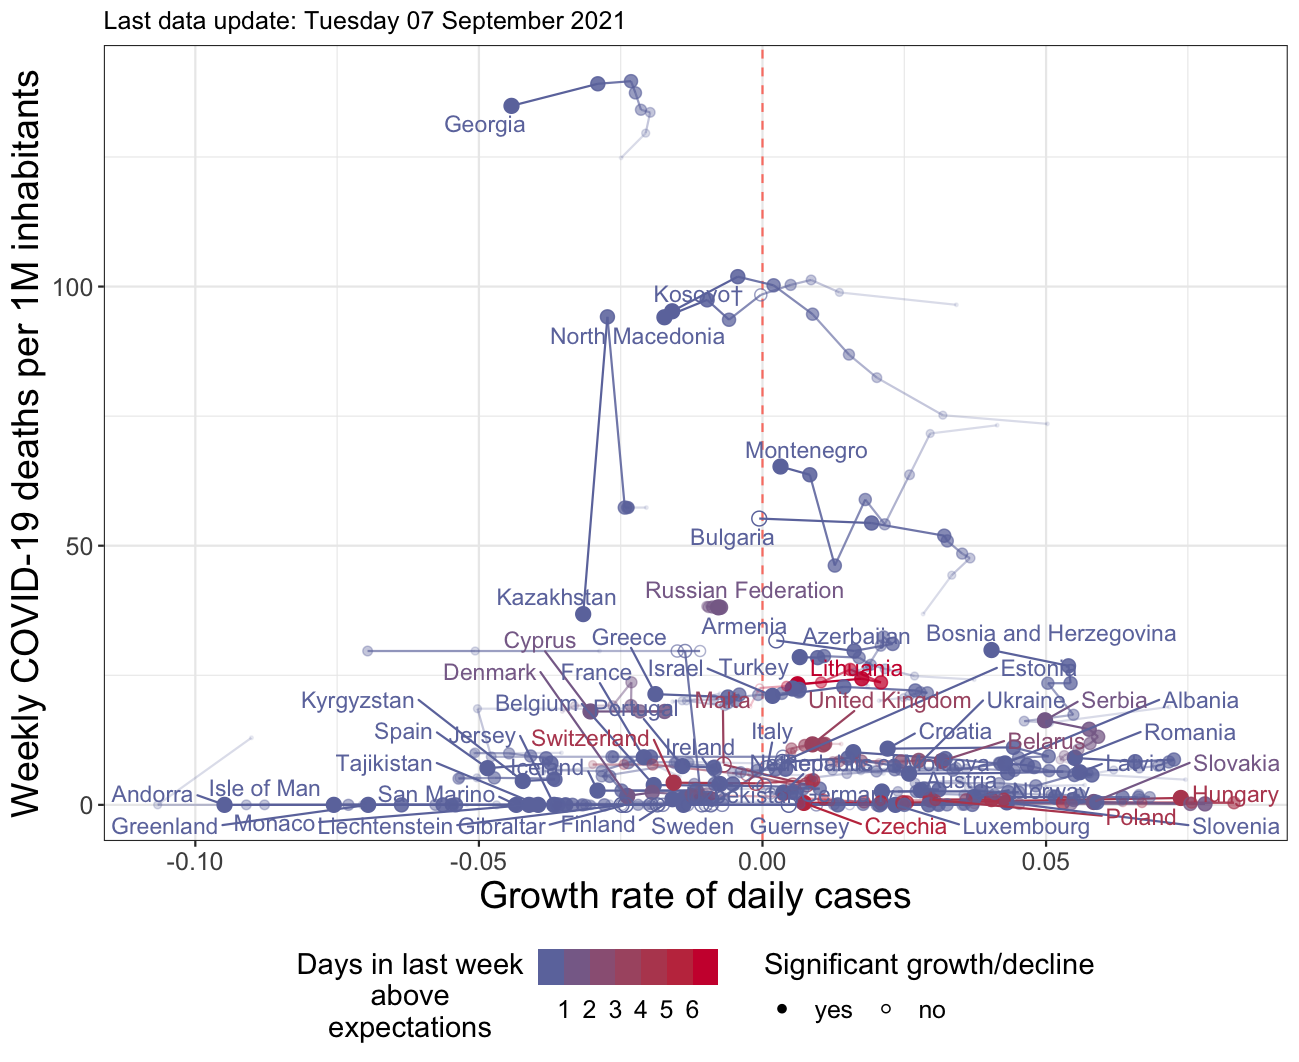 Last data update: Tuesday 07 September 2021
Weekly COVID-19 deaths per 1M inhabitants
100
50
0
Georgia
Kosovo†
North Macedonia
Montenegro
Bulgaria
Kazakhstan
Russian Federation
Armenia
Azerbaijan
Bosnia and Herzegovina
Cyprus
Greece
Denmark
France
Israel
Turkey
Lithuania
Estonia
Kyrgyzstan
Belgium
Portugal
Malta
United Kingdom
Ukraine
Serbia
Albania
Spain
Jersey
Switzerland
Ireland
Italy
Croatia
Belarus
Romania
Tajikistan
Iceland
Latvia
Slovakia
Andorra
Isle of Man
San Marino
Germany
Austria
Norway
Hungary
Greenland
Monaco
Liechtenstein
Gibraltar
Finland
Sweden
Guernsey
Czechia
Luxembourg
Poland
Slovenia
-0.10
-0.05
0.00
0.05
Growth rate of daily cases
Days in last week
above
expectations
1 2 3 4 5 6
Significant growth/decline
yes
no